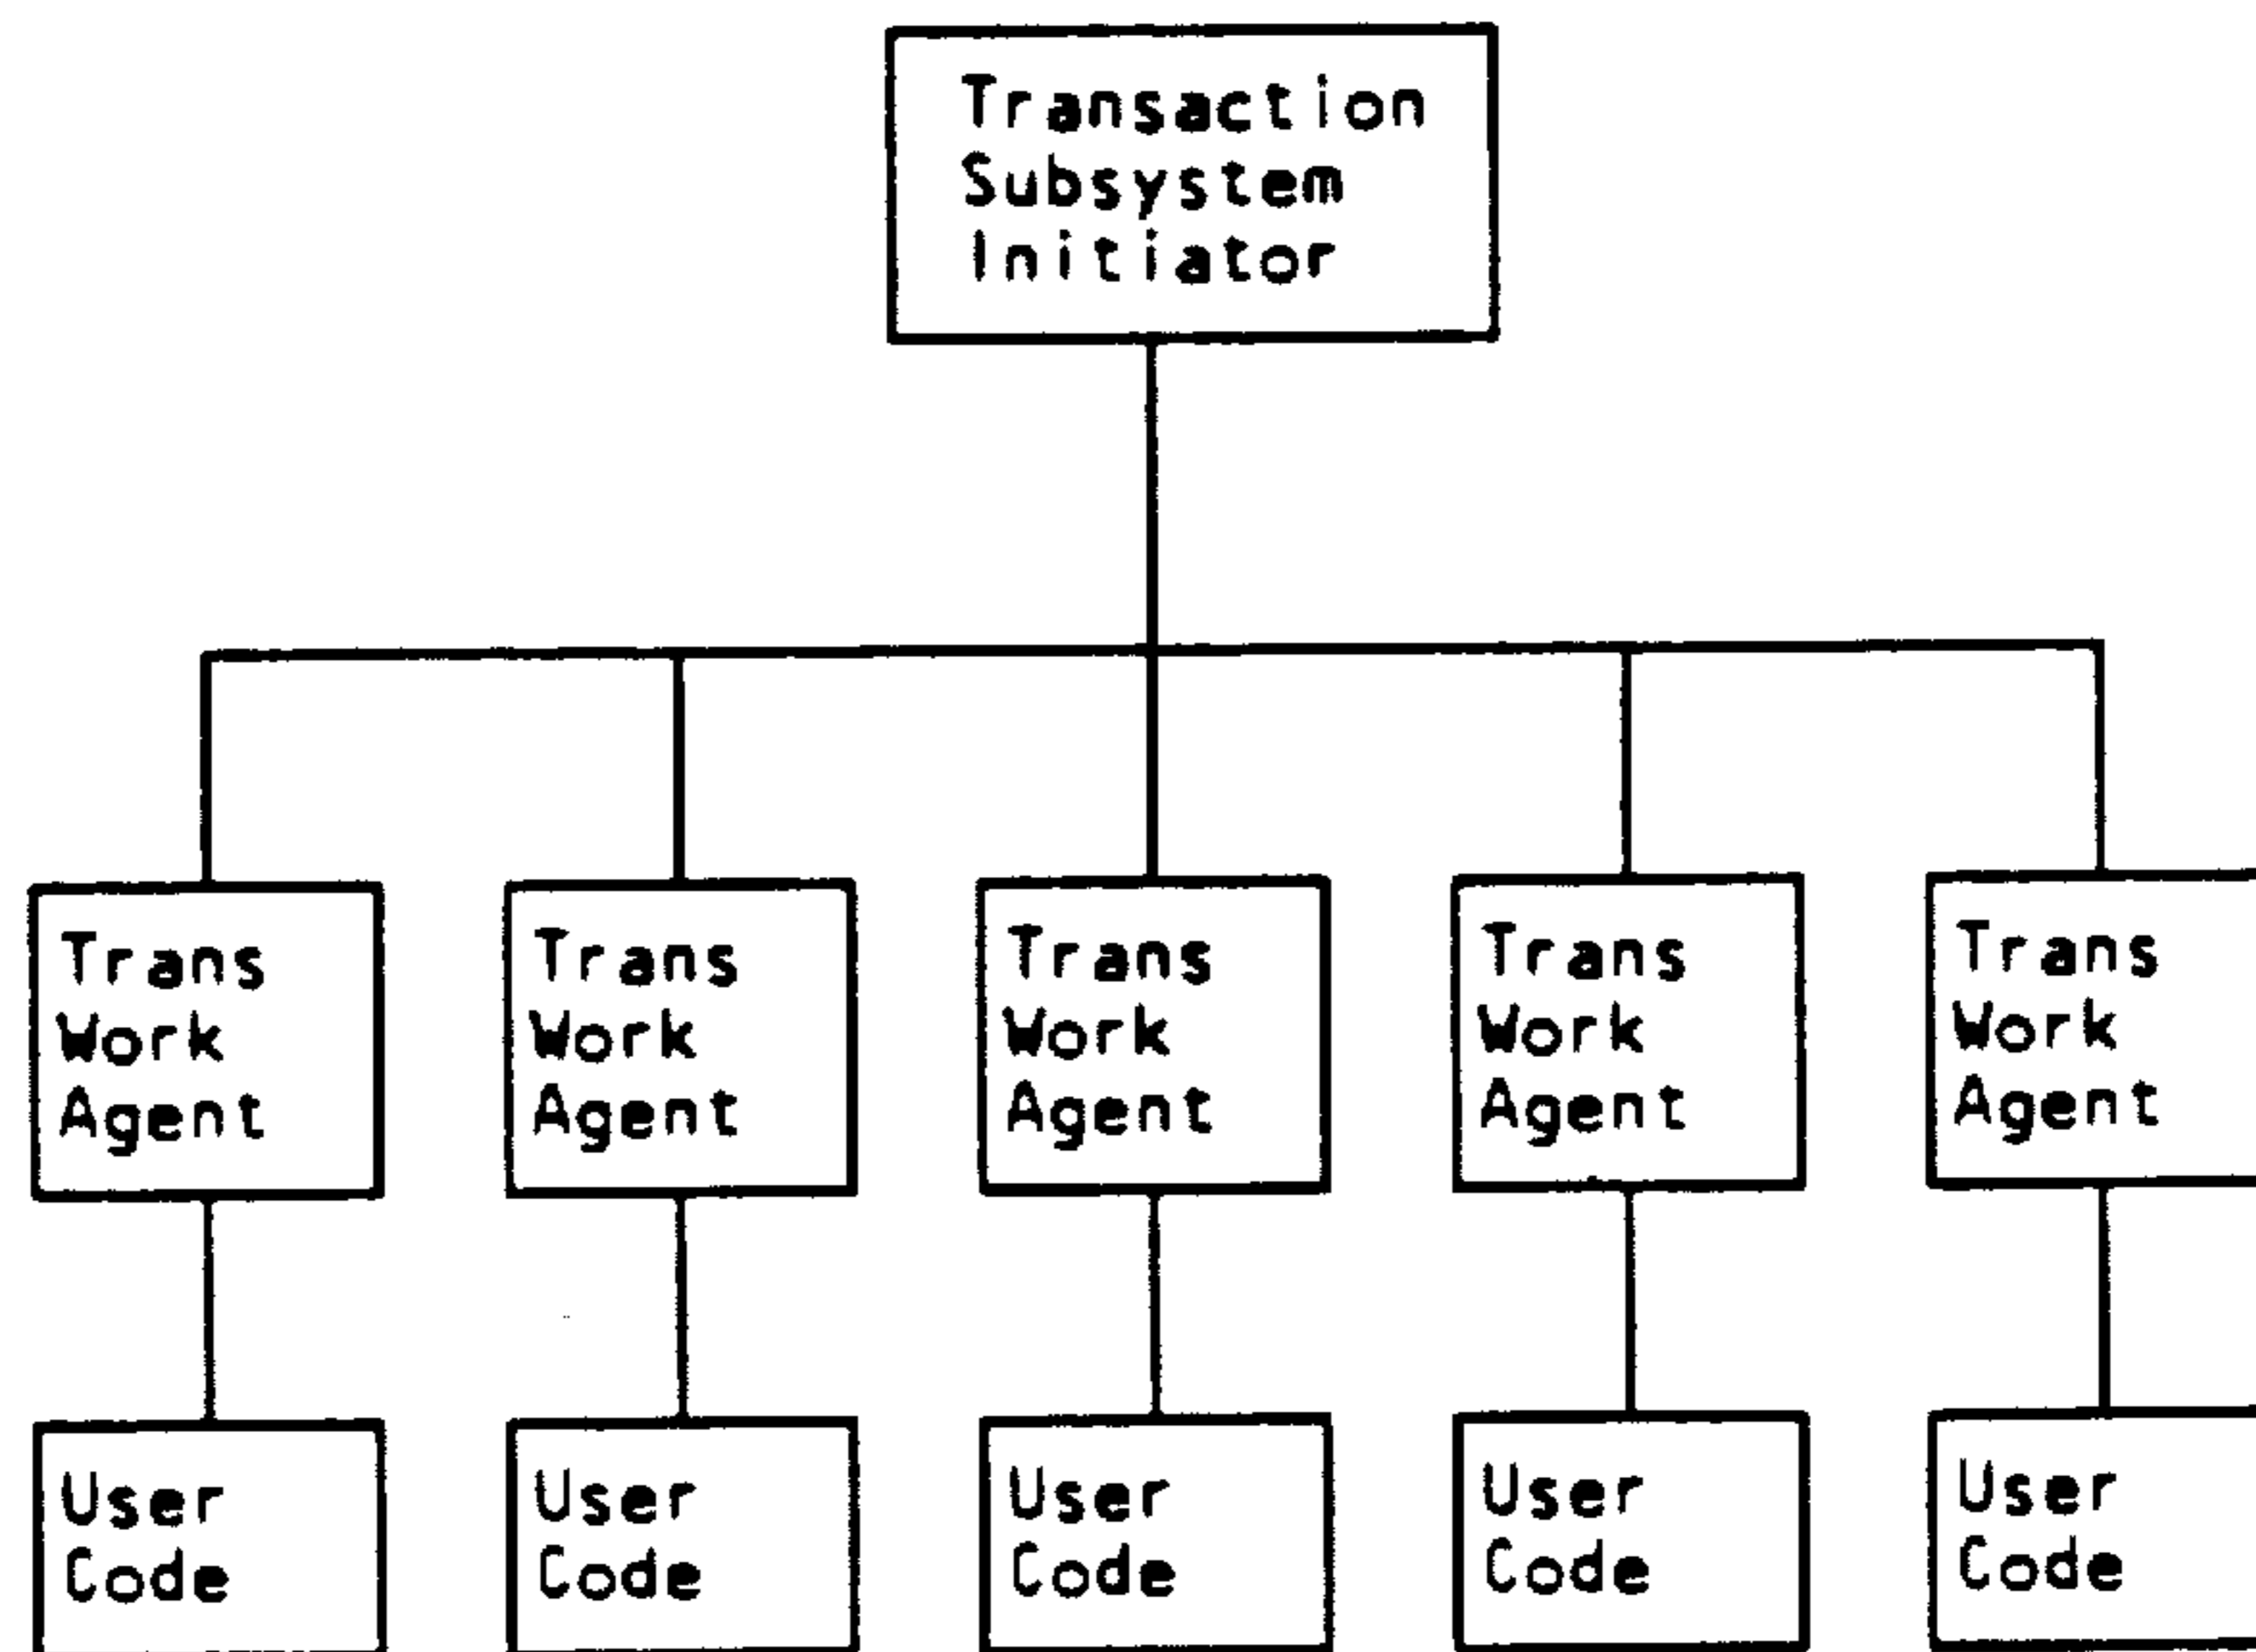 Transaction
Subsystem
Initiator
Trans
Work
Agent
Trans
Work
Agent
Trans
Work
Agent
Trans
Work
Agent
Trans
Work
Agent
User
Code
User
Code
User
Code
User
Code
User
Code